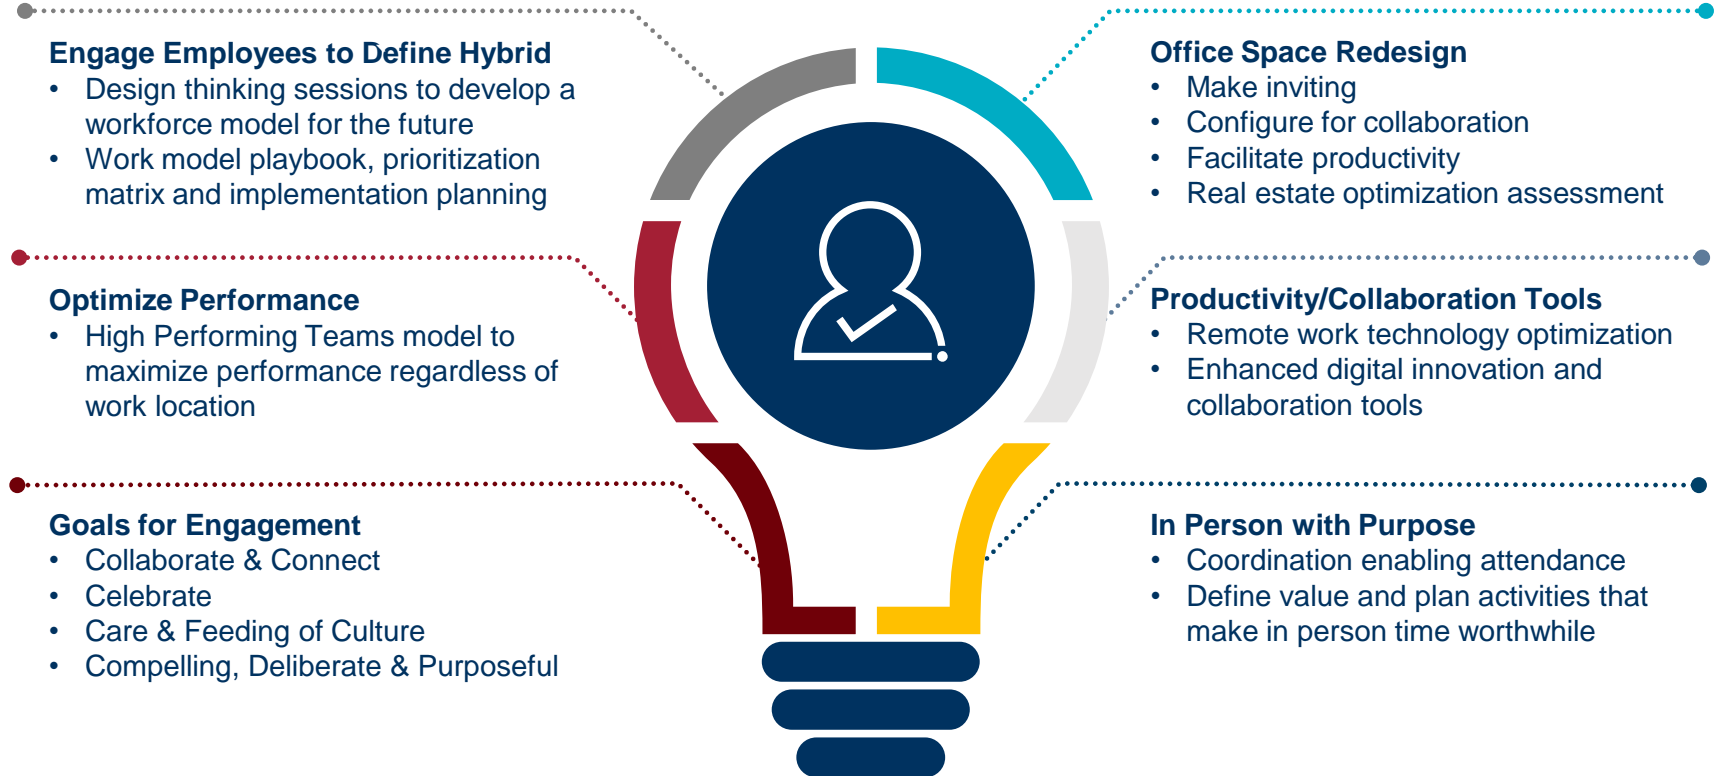 Engage Employees to Define Hybrid
• Design thinking sessions to develop a
workforce model for the future
• Work model playbook, prioritization
matrix and implementation planning
Optimize Performance
• High Performing Teams model to
maximize performance regardless of
work location
Goals for Engagement
• Collaborate & Connect
• Celebrate
• Care & Feeding of Culture
• Compelling, Deliberate & Purposeful
Office Space Redesign
• Make inviting
• Configure for collaboration
• Facilitate productivity
• Real estate optimization assessment
Productivity/Collaboration Tools
• Remote work technology optimization
• Enhanced digital innovation and
collaboration tools
In Person with Purpose
• Coordination enabling attendance
• Define value and plan activities that
make in person time worthwhile